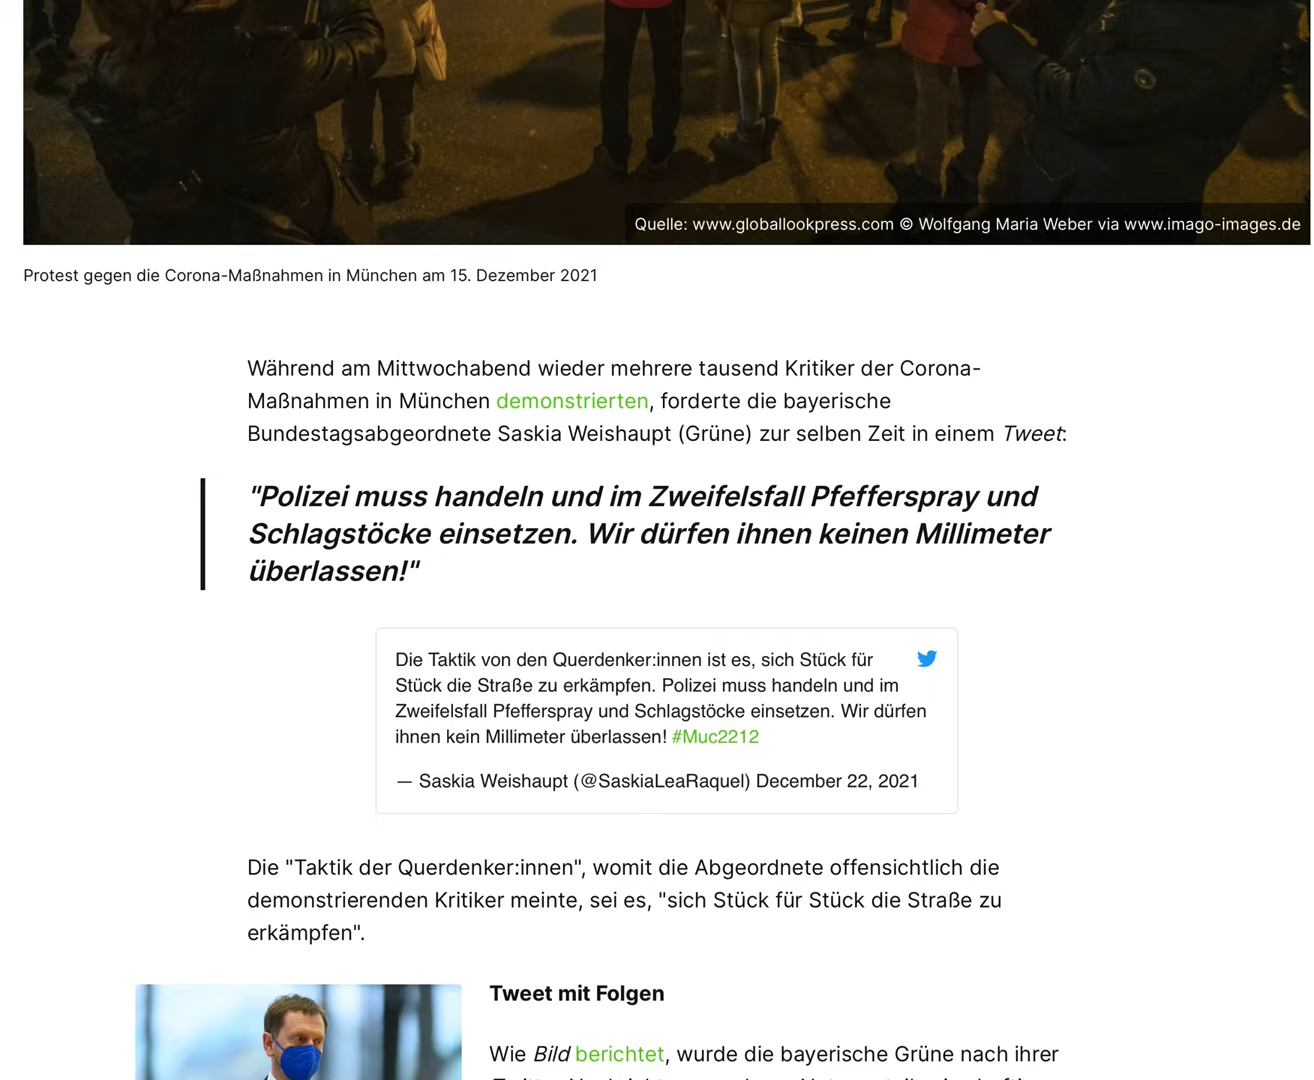 Quelle: www.globallookpress.com © Wolfgang Maria Weber via www.imago-images.de
Protest gegen die Corona-Maßnahmen in München am 15. Dezember 2021
Während am Mittwochabend wieder mehrere tausend Kritiker der Corona-
Maßnahmen in München demonstrierten, forderte die bayerische
Bundestagsabgeordnete Saskia Weishaupt (Grüne) zur selben Zeit in einem Tweet:
"Polizei muss handeln und im Zweifelsfall Pfefferspray und
Schlagstöcke einsetzen. Wir dürfen ihnen keinen Millimeter
überlassen!"
Die Taktik von den Querdenker:innen ist es, sich Stück für
Stück die Straße zu erkämpfen. Polizei muss handeln und im
Zweifelsfall Pfefferspray und Schlagstöcke einsetzen. Wir dürfen
ihnen kein Millimeter überlassen! #Muc2212
— Saskia Weishaupt (@SaskiaLeaRaquel) December 22, 2021
Die "Taktik der Querdenker:innen", womit die Abgeordnete offensichtlich die
demonstrierenden Kritiker meinte, sei es, "sich Stück für Stück die Straße zu
erkämpfen".
Tweet mit Folgen
Wie Bild berichtet, wurde die bayerische Grüne nach ihrer